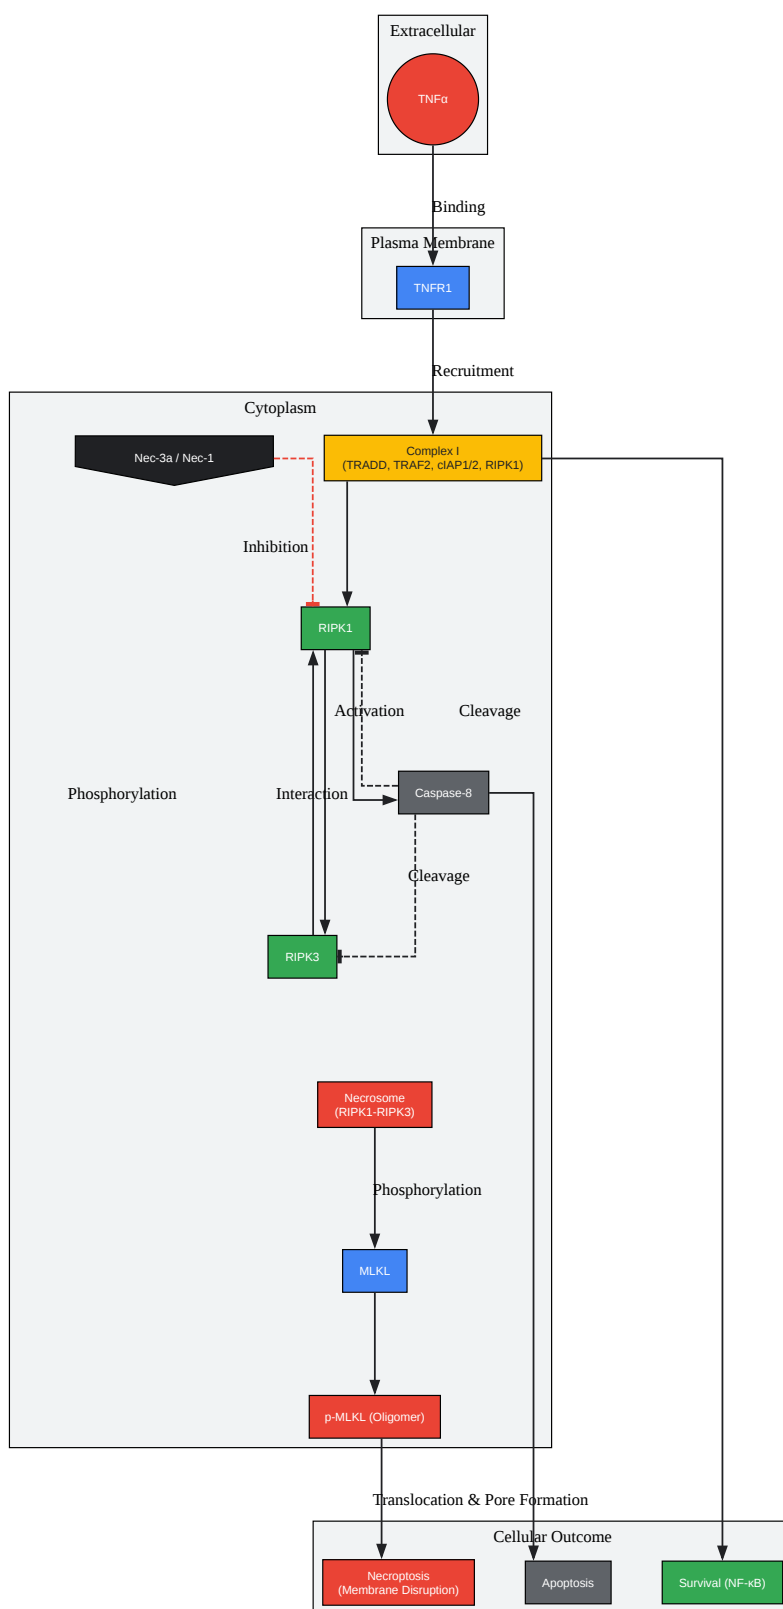 Extracellular
TNFα
Binding
Plasma Membrane
TNFR1
Recruitment
Cytoplasm
Nec-3a / Nec-1
Complex I
(TRADD, TRAF2, cIAP1/2, RIPK1)
Inhibition
RIPK1
Activation
Cleavage
Phosphorylation
Interaction
Caspase-8
Cleavage
RIPK3
Necrosome
(RIPK1-RIPK3)
Phosphorylation
MLKL
p-MLKL (Oligomer)
Translocation & Pore Formation
Cellular Outcome
Necroptosis
(Membrane Disruption)
Apoptosis
Survival (NF-κB)